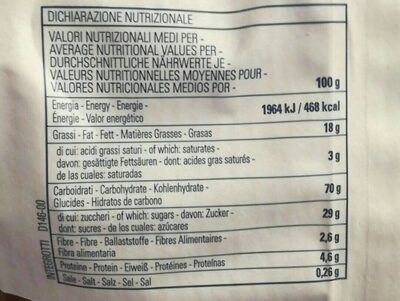 DICHIARAZIONE NUTRIZIONALE
VALORI NUTRIZIONALI MEDI PER -
AVERAGE NUTRITIONAL VALUES PER -
DURCHSCHNITTLICHE NÄHRWERTE JE -
VALEURS NUTRITIONNELLES MOYENNES POUR -
VALORES NUTRICIONALES MEDIOS POR - 100 g
Energia - Energy - Energie -
Énergie - Valor energético 1964 kJ / 468 kcal
Grassi - Fat - Fett - Matières Grasses - Grasas 18 g
di cui: acidi grassi saturi - of which: saturates -
davon: gesättigte Fettsäuren - dont: acides gras saturés -
de las cuales: saturadas 3 g
Carboidrati - Carbohydrate - Kohlenhydrate -
Glucides - Hidratos de carbono 70 g
di cui: zuccheri - of which: sugars - davon: Zucker -
dont: sucres - de los cuales: azúcares 29 g
Fibre - Fibre - Ballaststoffe - Fibres Alimentaires -
Fibra alimentaria 2,6 g
Proteine - Protein - Eiweiß - Protéines - Proteínas 4,6 g
Sale - Salt - Salz - Sel - Sal 0,26 g
INTEGROTTI D146-00